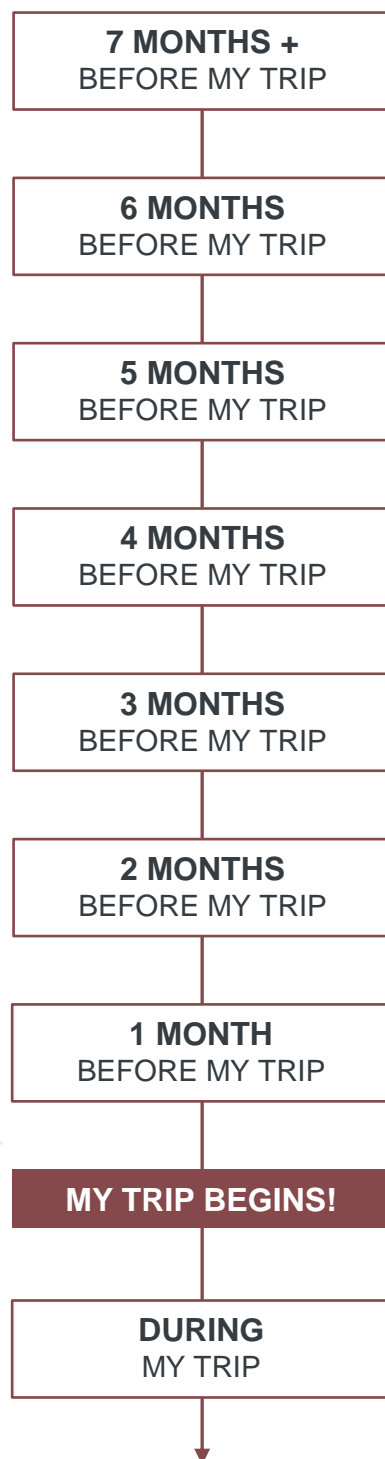 7 MONTHS +
BEFORE MY TRIP
6 MONTHS
BEFORE MY TRIP
5 MONTHS
BEFORE MY TRIP
4 MONTHS
BEFORE MY TRIP
3 MONTHS
BEFORE MY TRIP
2 MONTHS
BEFORE MY TRIP
1 MONTH
BEFORE MY TRIP
MY TRIP BEGINS!
DURING
MY TRIP